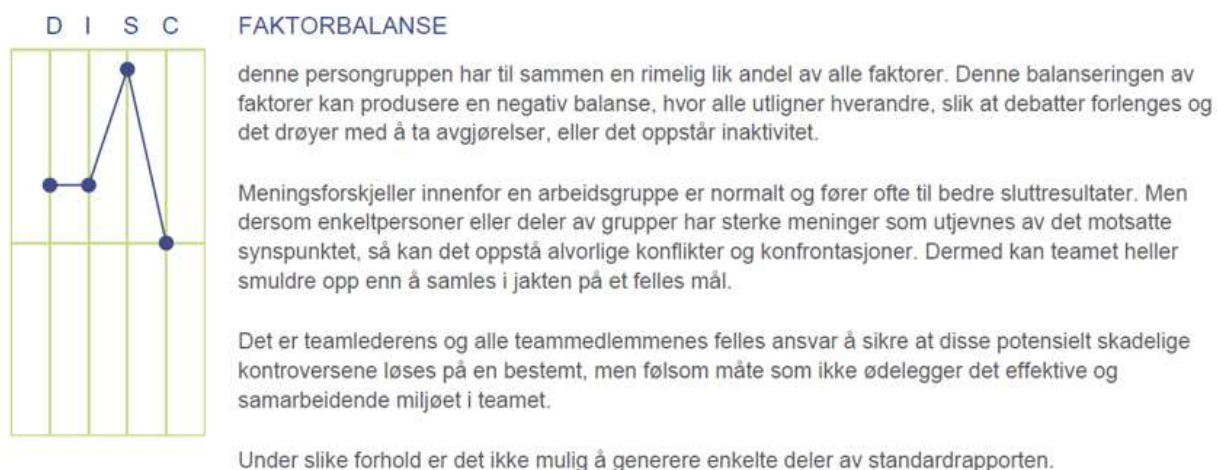 D I S C
FAKTORBALANSE
denne persongruppen har til sammen en rimelig lik andel av alle faktorer. Denne balanseringen av
faktorer kan produsere en negativ balanse, hvor alle utligner hverandre, slik at debatter forlenges og
det drøyer med å ta avgjørelser, eller det oppstår inaktivitet.
Meningsforskjeller innenfor en arbeidsgruppe er normalt og fører ofte til bedre sluttresultater. Men
dersom enkeltpersoner eller deler av grupper har sterke meninger som utjevnes av det motsatte
synspunktet, så kan det oppstå alvorlige konflikter og konfrontasjoner. Dermed kan teamet heller
smuldre opp enn å samles i jakten på et felles mål.
Det er teamlederens og alle teammedlemmenes felles ansvar å sikre at disse potensielt skadelige
kontroversene løses på en bestemt, men følsom måte som ikke ødelegger det effektive og
samarbeidende miljøet i teamet.
Under slike forhold er det ikke mulig å generere enkelte deler av standardrapporten.